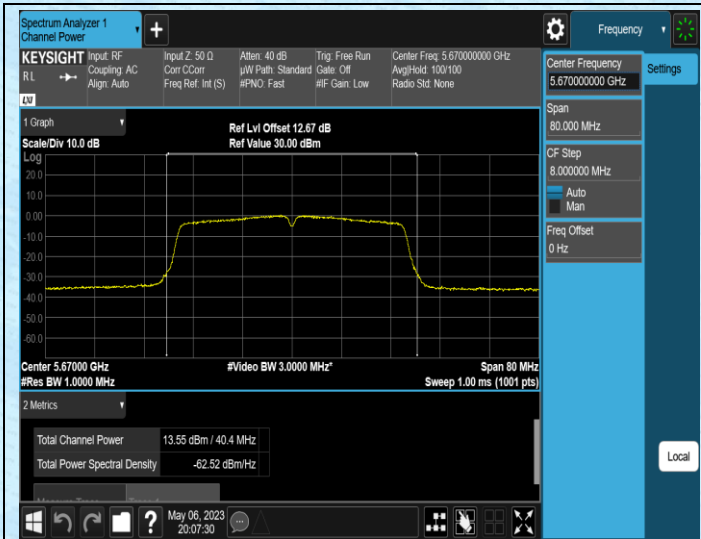 Spectrum Analyzer 1
Channel Power
+
Frequency
KEYSIGHT
R L
LXI
Input: RF
Coupling: AC
Align: Auto
Input Z: 50 Ω
Corr CCorr
Freq Ref: Int (S)
Atten: 40 dB
µW Path: Standard
#PNO: Fast
Trig: Free Run
Gate: Off
#IF Gain: Low
Center Freq: 5.670000000 GHz
Avg|Hold: 100/100
Radio Std: None
Center Frequency
5.670000000 GHz
Settings
Span
80.000 MHz
CF Step
8.000000 MHz
Auto
Man
Freq Offset
0 Hz
1 Graph
Scale/Div 10.0 dB
Ref Lvl Offset 12.67 dB
Ref Value 30.00 dBm
Log
20.0
10.0
0.00
-10.0
-20.0
-30.0
-40.0
-50.0
-60.0
Center 5.67000 GHz
#Video BW 3.0000 MHz*
Span 80 MHz
#Res BW 1.0000 MHz
Sweep 1.00 ms (1001 pts)
2 Metrics
Total Channel Power 13.55 dBm / 40.4 MHz
Total Power Spectral Density -62.52 dBm/Hz
Local
?
May 06, 2023
20:07:30